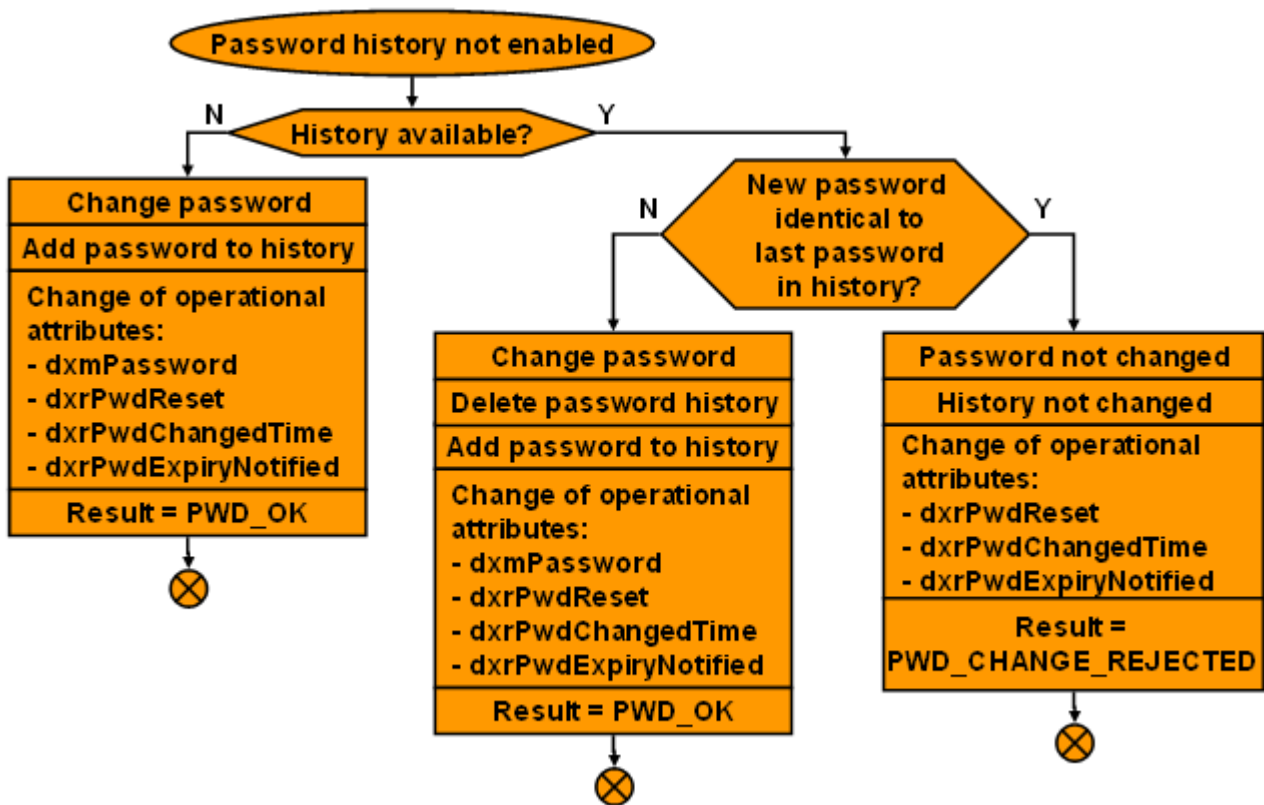 Password history not enabled
N
Y
History available?
Change password
Add password to history
Change of operational
attributes:
- dxmPassword
- dxrPwdReset
- dxrPwdChangedTime
- dxrPwdExpiryNotified
Result = PWD_OK
New password
identical to
last password
in history?
N
Y
Change password
Delete password history
Add password to history
Change of operational
attributes:
- dxmPassword
- dxrPwdReset
- dxrPwdChangedTime
- dxrPwdExpiryNotified
Result = PWD_OK
Password not changed
History not changed
Change of operational
attributes:
- dxrPwdReset
- dxrPwdChangedTime
- dxrPwdExpiryNotified
Result =
PWD_CHANGE_REJECTED